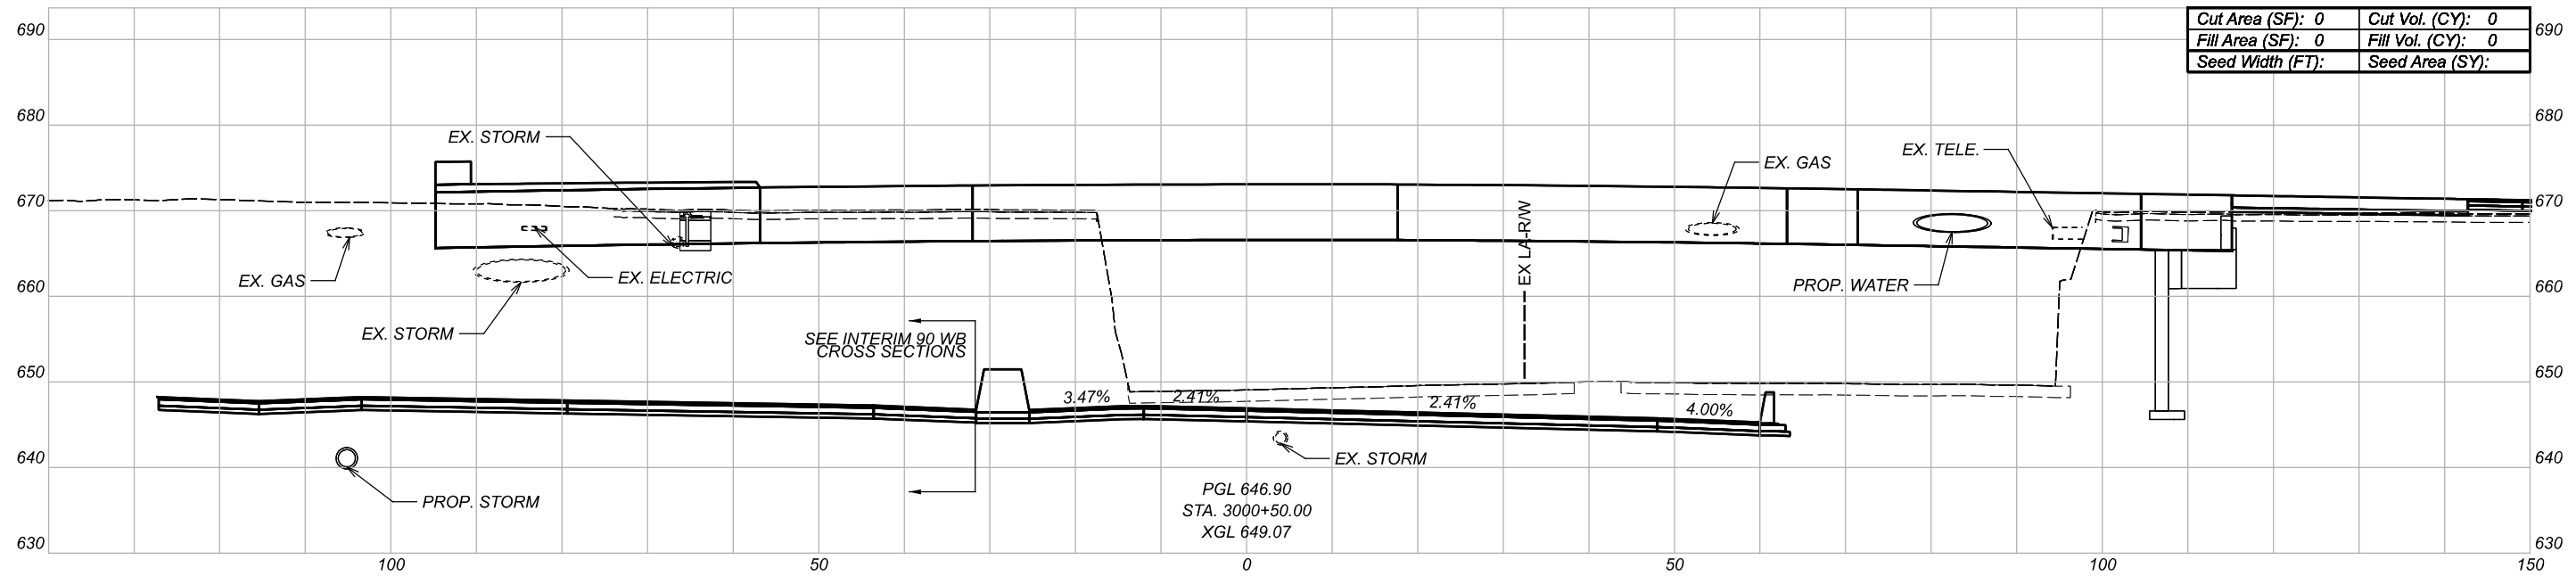 690
Cut Area (SF): 0 Cut Vol. (CY): 0
690
Fill Area (SF): 0 Fill Vol. (CY): 0
Seed Width (FT): Seed Area (SY):
680
EX. STORM
680
EX. TELE.
EX. GAS
670
670
EX LA-R/W
EX. GAS
EX. ELECTRIC
PROP. WATER
660
660
EX. STORM
SEE INTERIM 90 WB
CROSS SECTIONS
650
650
3.47%
2.41%
2.41%
4.00%
640
EX. STORM
640
PROP. STORM
PGL 646.90
STA. 3000+50.00
XGL 649.07
630
630
100 50 0 50 100 150